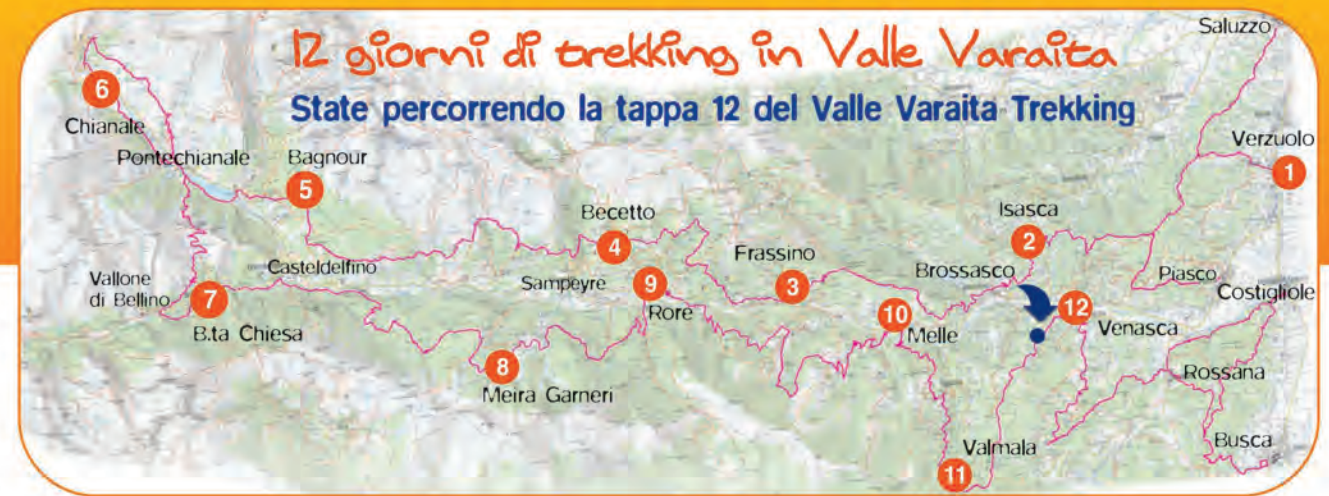 12 giorni di trekking in Valle Varaita
State percorrendo la tappa 12 del Valle Varaita Trekking
Saluzzo
6
Chianale
Verzuolo
1
Pontechianale
Bagnour
5
Becetto
4
Isasca
2
Frassino
3
Brossasco
Vallone
di Bellino
7
B.ta Chiesa
Casteldelfino
Sampeyre
9
Rore
10
Melle
12
Venasca
Piasco
Costigliole
8
Meira Garneri
Rossana
Valmala
11
Busca